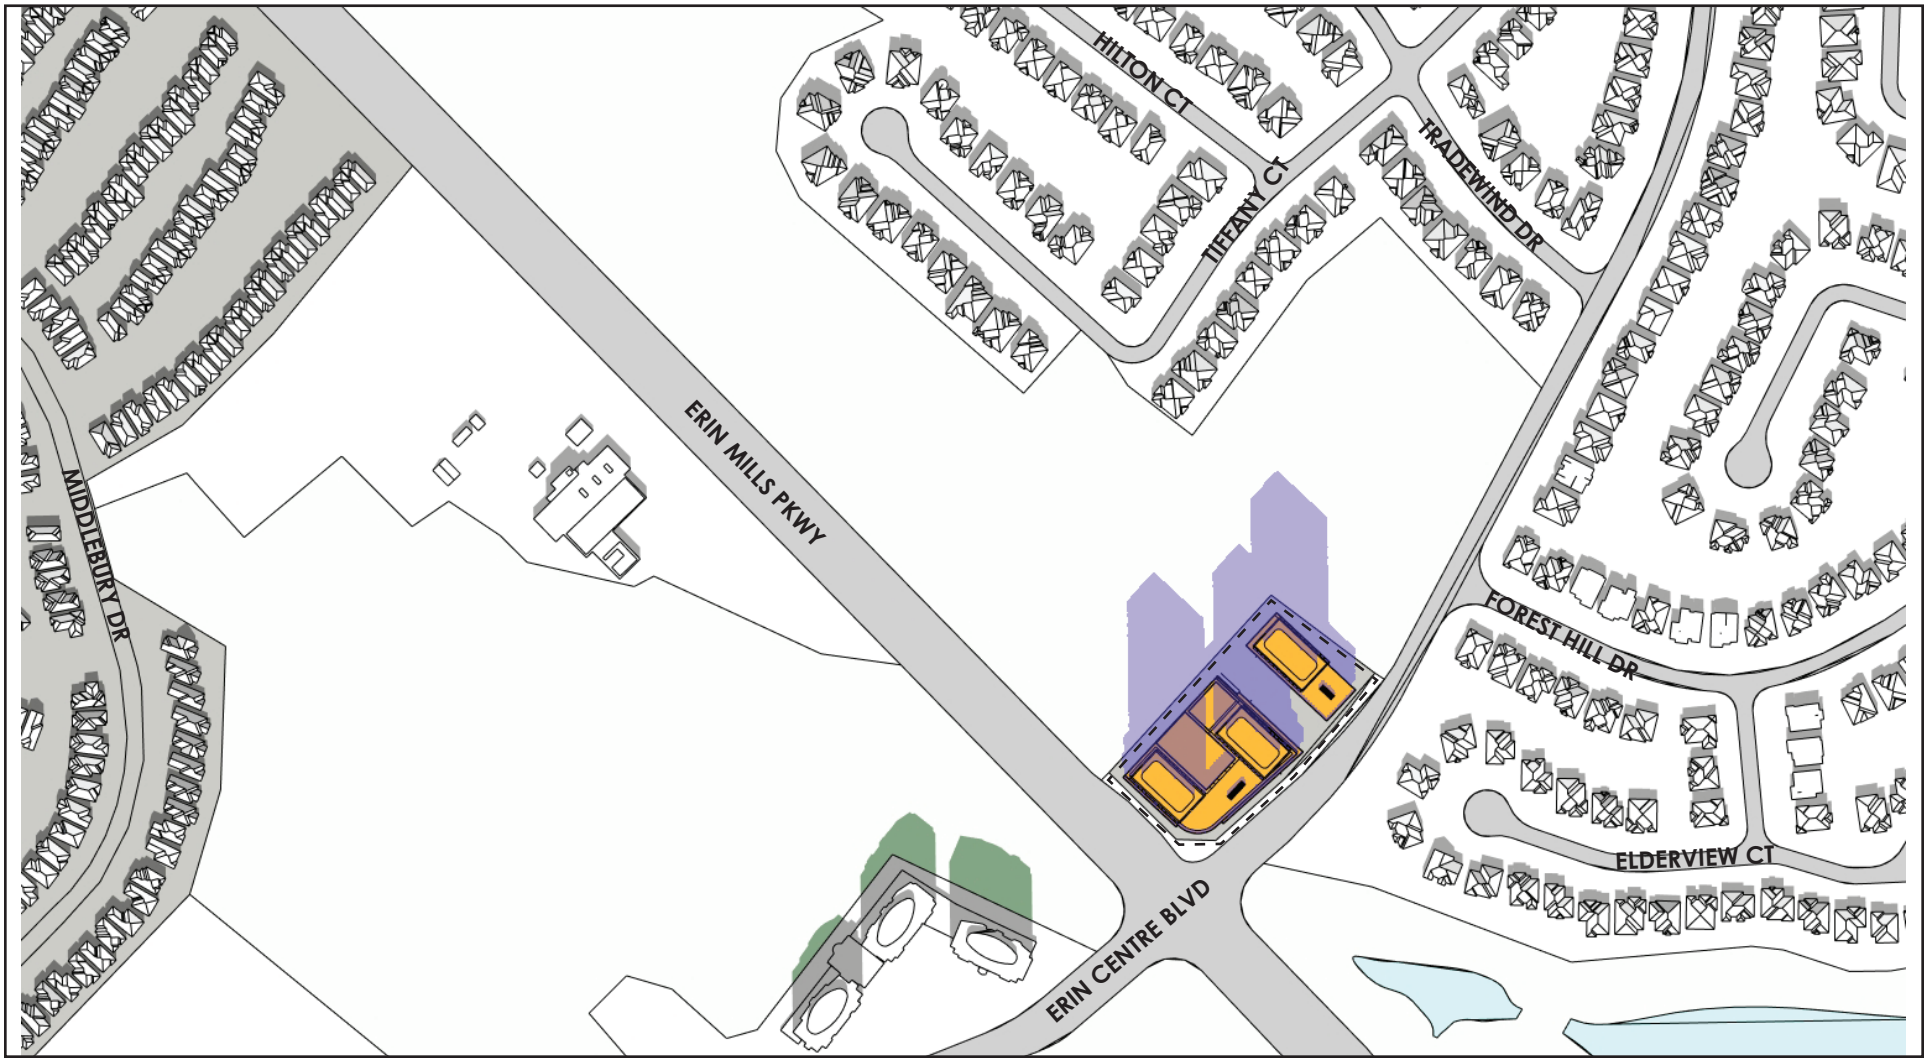 HILTON CT
TIFFANY CT
TRADEWIND DR
ERIN MILLS PKWY
MIDDLEBURY DR
FOREST HILL DR
ELDERVIEW CT
ERIN CENTRE BLVD